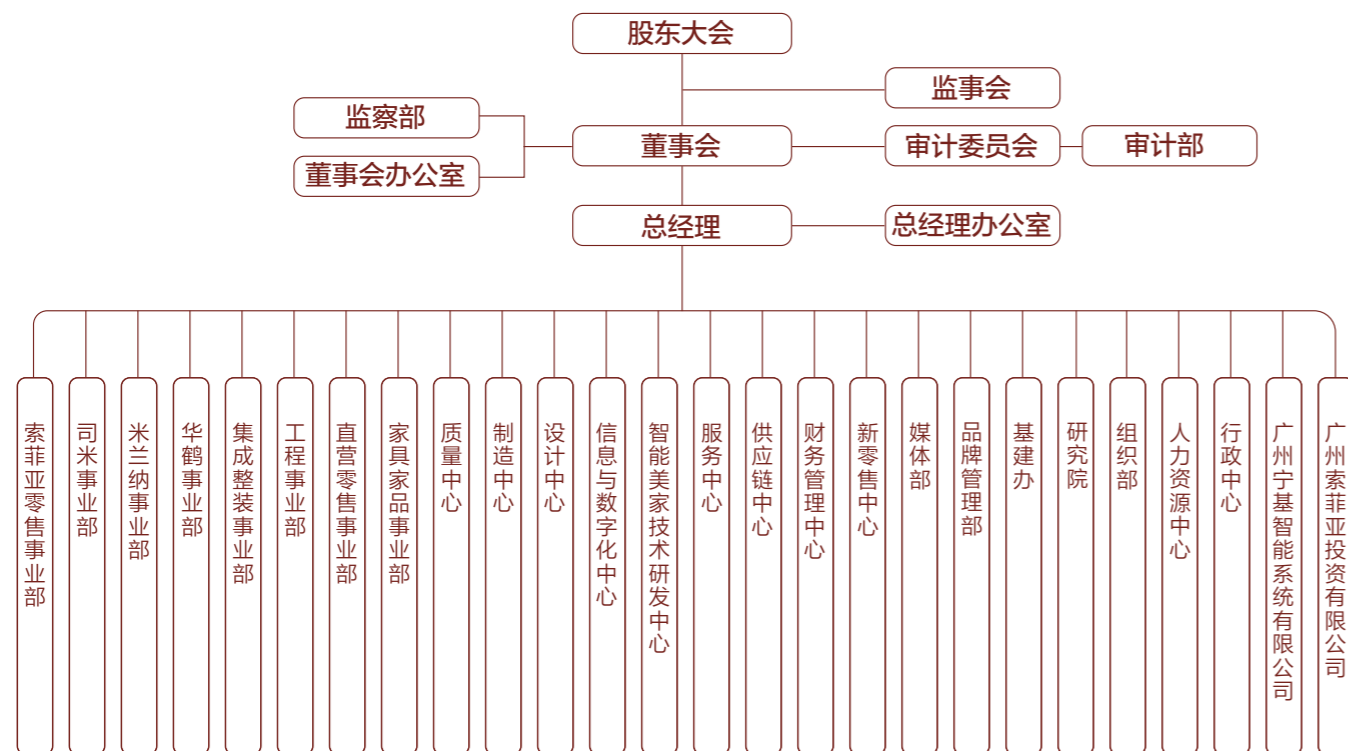 股东大会
监事会
监察部
董事会
审计委员会
审计部
董事会办公室
总经理
总经理办公室
索菲亚零售事业部
司米事业部
米兰纳事业部
华鹤事业部
集成整装事业部
工程事业部
直营零售事业部
家具家品事业部
质量中心
制造中心
设计中心
信息与数字化中心
智能美家技术研发中心
服务中心
供应链中心
财务管理中心
新零售中心
媒体部
品牌管理部
基建办
研究院
组织部
人力资源中心
行政中心
广州宁基智能系统有限公司
广州索菲亚投资有限公司